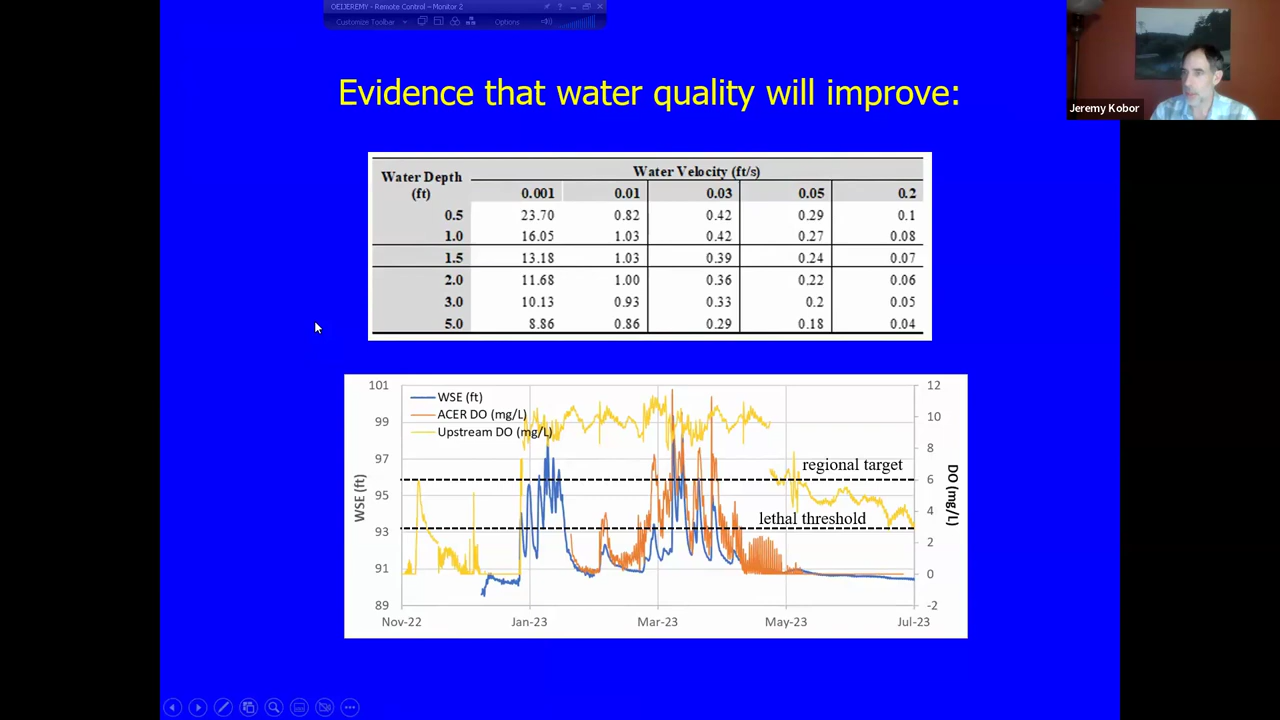 OEIJEREMY - Remote Control - Monitor 2
Customize Toolbar
Options
Evidence that water quality will improve:
Jeremy Kobor
Water Depth (ft) Water Velocity (ft/s)
0.001 0.01 0.03 0.05 0.2
0.5 23.70 0.82 0.42 0.29 0.1
1.0 16.05 1.03 0.42 0.27 0.08
1.5 13.18 1.03 0.39 0.24 0.07
2.0 11.68 1.00 0.36 0.22 0.06
3.0 10.13 0.93 0.33 0.2 0.05
5.0 8.86 0.86 0.29 0.18 0.04
WSE (ft)
ACER DO (mg/L)
Upstream DO (mg/L)
regional target
lethal threshold
WSE (ft)
101
99
97
95
93
91
89
12
10
8
6
4
2
0
-2
DO (mg/L)
Nov-22 Jan-23 Mar-23 May-23 Jul-23